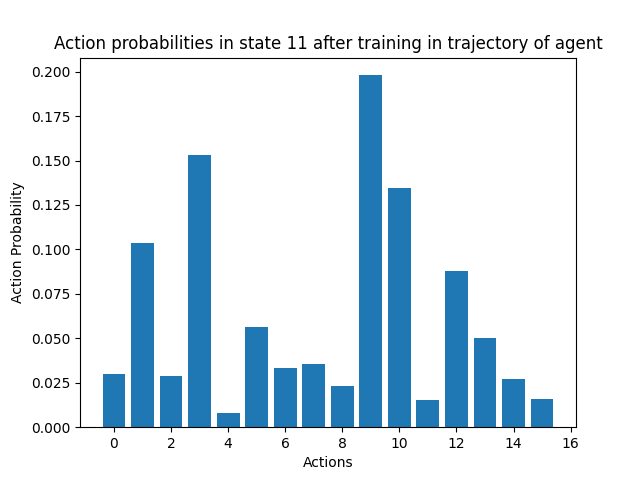 Action probabilities in state 11 after training in trajectory of agent
0.200
0.175
0.150
0.125
0.100
0.075
0.050
0.025
0.000
Action Probability
0 2 4 6 8 10 12 14 16
Actions